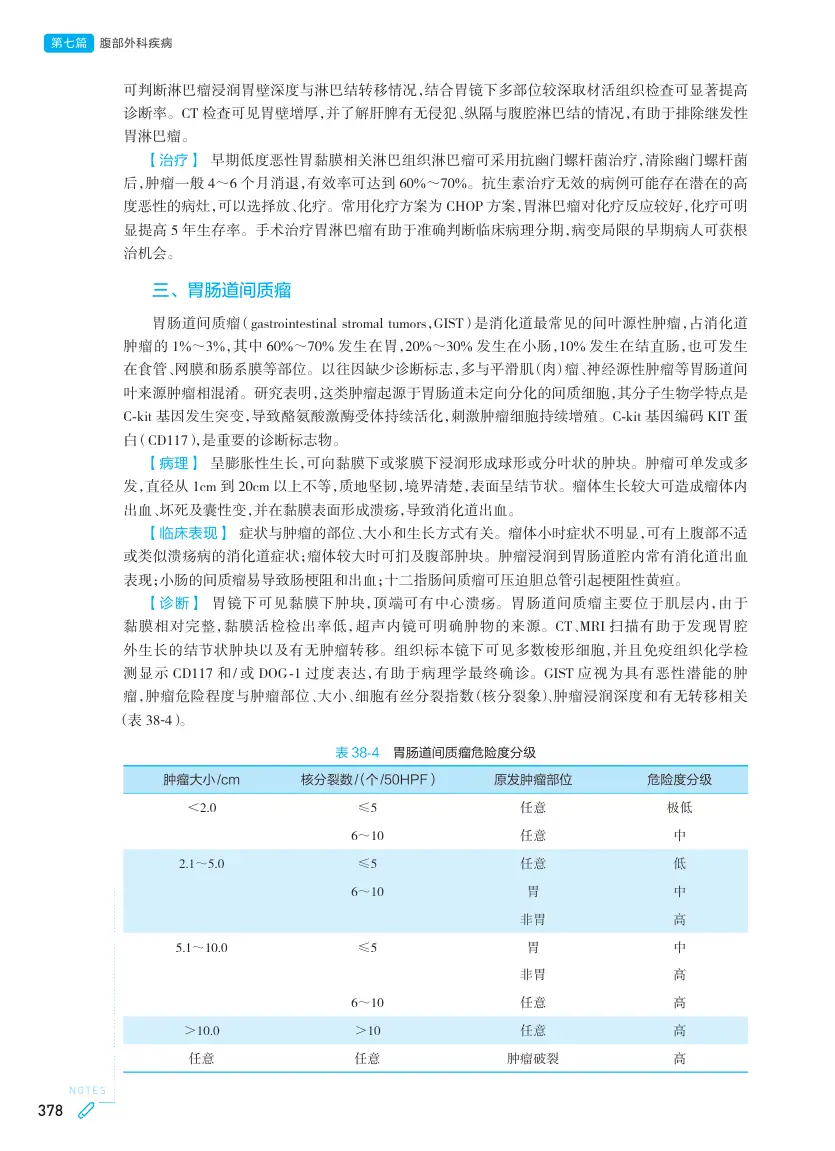 第七篇 腹部外科疾病
可判断淋巴瘤浸润胃壁深度与淋巴结转移情况,结合胃镜下多部位较深取材活组织检查可显著提高
诊断率。CT 检查可见胃壁增厚,并了解肝脾有无侵犯、纵隔与腹腔淋巴结的情况,有助于排除继发性
胃淋巴瘤。
【治疗】 早期低度恶性胃黏膜相关淋巴组织淋巴瘤可采用抗幽门螺杆菌治疗,清除幽门螺杆菌
后,肿瘤一般 4～6 个月消退,有效率可达到 60%～70%。抗生素治疗无效的病例可能存在潜在的高
度恶性的病灶,可以选择放、化疗。常用化疗方案为 CHOP 方案,胃淋巴瘤对化疗反应较好,化疗可明
显提高 5 年生存率。手术治疗胃淋巴瘤有助于准确判断临床病理分期,病变局限的早期病人可获根
治机会。
三、胃肠道间质瘤
胃肠道间质瘤(gastrointestinal stromal tumors,GIST)是消化道最常见的间叶源性肿瘤,占消化道
肿瘤的 1%～3%,其中 60%～70% 发生在胃,20%～30% 发生在小肠,10% 发生在结直肠,也可发生
在食管、网膜和肠系膜等部位。以往因缺少诊断标志,多与平滑肌(肉)瘤、神经源性肿瘤等胃肠道间
叶来源肿瘤相混淆。研究表明,这类肿瘤起源于胃肠道未定向分化的间质细胞,其分子生物学特点是
C-kit 基因发生突变,导致酪氨酸激酶受体持续活化,刺激肿瘤细胞持续增殖。C-kit 基因编码 KIT 蛋
白(CD117),是重要的诊断标志物。
【病理】 呈膨胀性生长,可向黏膜下或浆膜下浸润形成球形或分叶状的肿块。肿瘤可单发或多
发,直径从 1cm 到 20cm 以上不等,质地坚韧,境界清楚,表面呈结节状。瘤体生长较大可造成瘤体内
出血、坏死及囊性变,并在黏膜表面形成溃疡,导致消化道出血。
【临床表现】 症状与肿瘤的部位、大小和生长方式有关。瘤体小时症状不明显,可有上腹部不适
或类似溃疡病的消化道症状;瘤体较大时可扪及腹部肿块。肿瘤浸润到胃肠道腔内常有消化道出血
表现;小肠的间质瘤易导致肠梗阻和出血;十二指肠间质瘤可压迫胆总管引起梗阻性黄疸。
【诊断】 胃镜下可见黏膜下肿块,顶端可有中心溃疡。胃肠道间质瘤主要位于肌层内,由于
黏膜相对完整,黏膜活检检出率低,超声内镜可明确肿物的来源。CT、MRI 扫描有助于发现胃腔
外生长的结节状肿块以及有无肿瘤转移。组织标本镜下可见多数梭形细胞,并且免疫组织化学检
测显示 CD117 和/或 DOG-1 过度表达,有助于病理学最终确诊。GIST 应视为具有恶性潜能的肿
瘤,肿瘤危险程度与肿瘤部位、大小、细胞有丝分裂指数(核分裂象)、肿瘤浸润深度和有无转移相关
(表 38-4)。
表 38-4 胃肠道间质瘤危险度分级
肿瘤大小/cm 核分裂数/(个/50HPF) 原发肿瘤部位 危险度分级
＜2.0 ≤5 任意 极低
6～10 任意 中
2.1～5.0 ≤5 任意 低
6～10 胃 中
非胃 高
5.1～10.0 ≤5 胃 中
非胃 高
6～10 任意 高
＞10.0 ＞10 任意 高
任意 任意 肿瘤破裂 高
NOTES
378